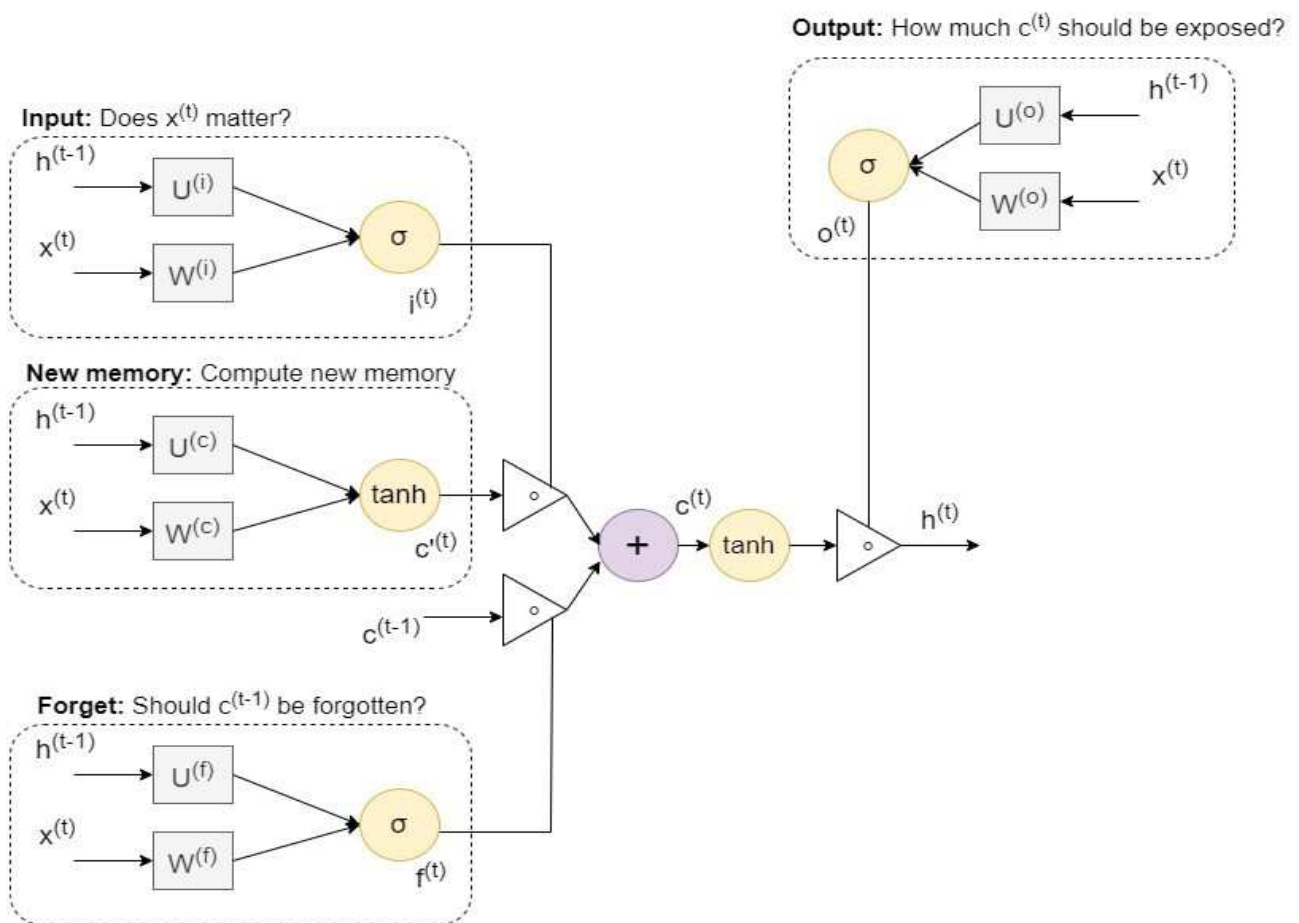 Output: How much c(t) should be exposed?
h(t-1)
U(o)
σ
x(t)
W(o)
o(t)
Input: Does x(t) matter?
h(t-1)
U(i)
σ
x(t)
W(i)
i(t)
New memory: Compute new memory
h(t-1)
U(c)
tanh
x(t)
W(c)
c'(t)
∘
c(t-1)
∘
+
c(t)
tanh
∘
h(t)
Forget: Should c(t-1) be forgotten?
h(t-1)
U(f)
σ
x(t)
W(f)
f(t)